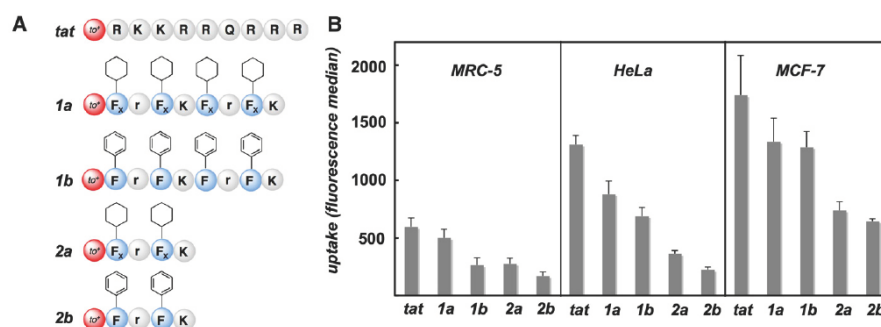 A
tat to* R K K R R Q R R R
1a to* Fx r Fx K Fx r Fx K
1b to* F r F K F r F K
2a to* Fx r Fx K
2b to* F r F K
B
uptake (fluorescence median)
2000
1500
1000
500
MRC-5 HeLa MCF-7
tat 1a 1b 2a 2b tat 1a 1b 2a 2b tat 1a 1b 2a 2b